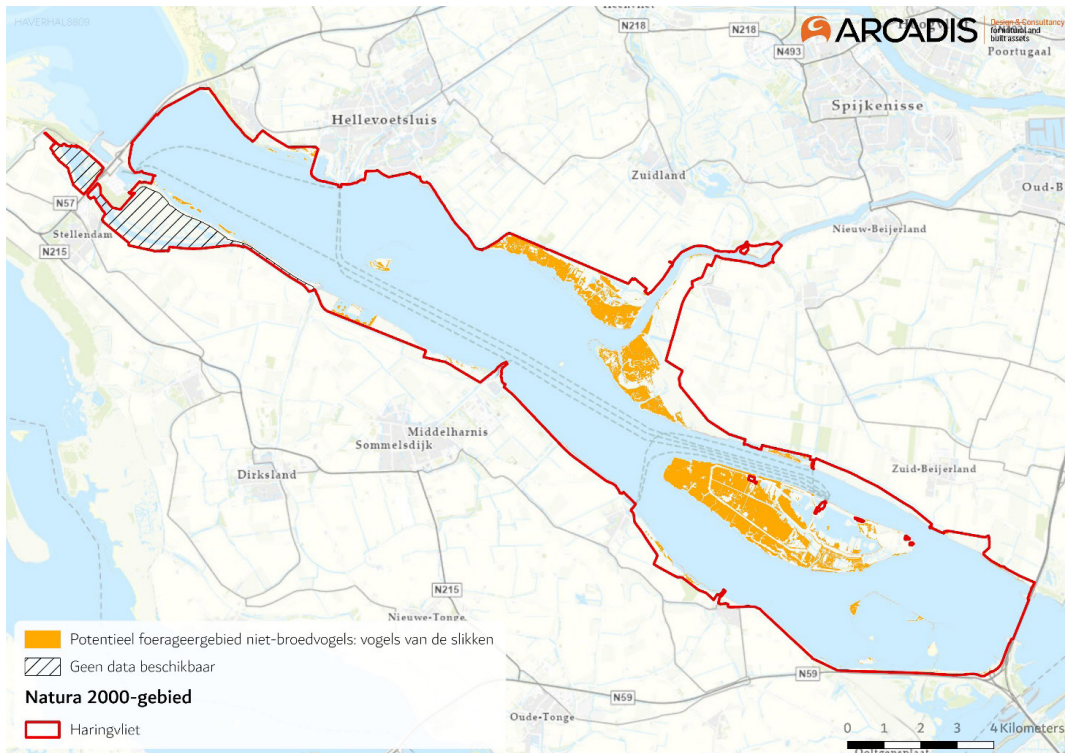 HAVERHAL8809
ARCADIS
Design & Consultancy
for natural and
built assets
N218
N218
N493
Poortugaal
Spijkenisse
Hellevoetsluis
Zuidland
Oud-B
N57
Stellendam
N215
Nieuw-Beijerland
Middelharnis
Sommelsdijk
Dirksland
Zuid-Beijerland
N215
Nieuwe-Tonge
Potentieel foerageergebied niet-broedvogels: vogels van de slikken
Geen data beschikbaar
Natura 2000-gebied
Haringvliet
N59
N59
Oude-Tonge
0 1 2 3 4 Kilometers